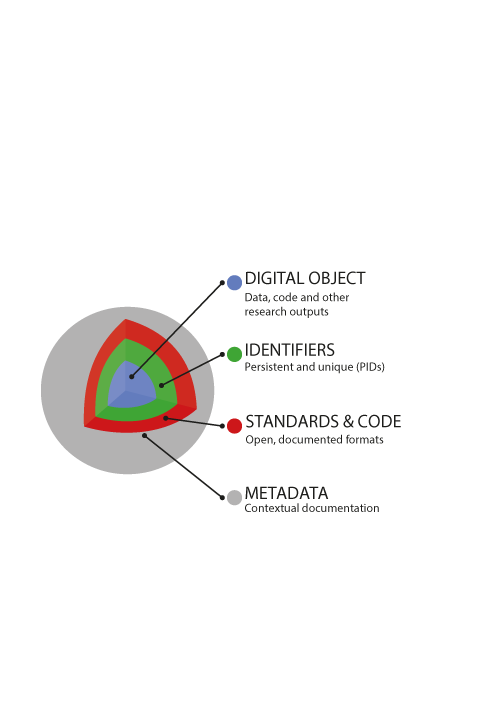 DIGITAL OBJECT
Data, code and other
research outputs
IDENTIFIERS
Persistent and unique (PIDs)
STANDARDS & CODE
Open, documented formats
METADATA
Contextual documentation